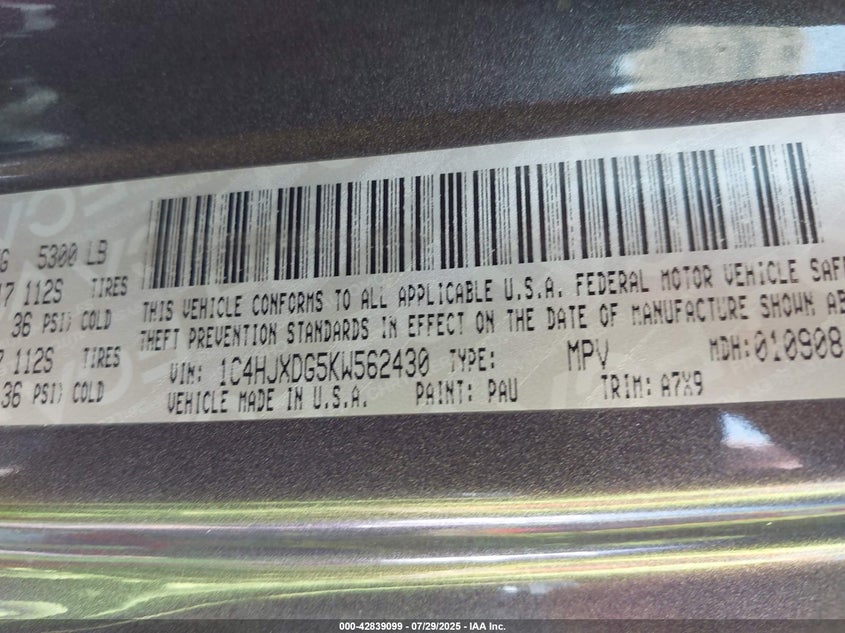 G 5300 LB
17 112S TIRES
36 PSI) COLD
7 112S TIRES
36 PSI) COLD
THIS VEHICLE CONFORMS TO ALL APPLICABLE U.S.A. FEDERAL MOTOR VEHICLE SAF
THEFT PREVENTION STANDARDS IN EFFECT ON THE DATE OF MANUFACTURE SHOWN AB
VIN: 1C4HJXDG5KW562430 TYPE: MPV MDH:010908
VEHICLE MADE IN U.S.A. PAINT: PAU TRIM: A7X9
000-42839099 | 07/29/2025 - IAA Inc.